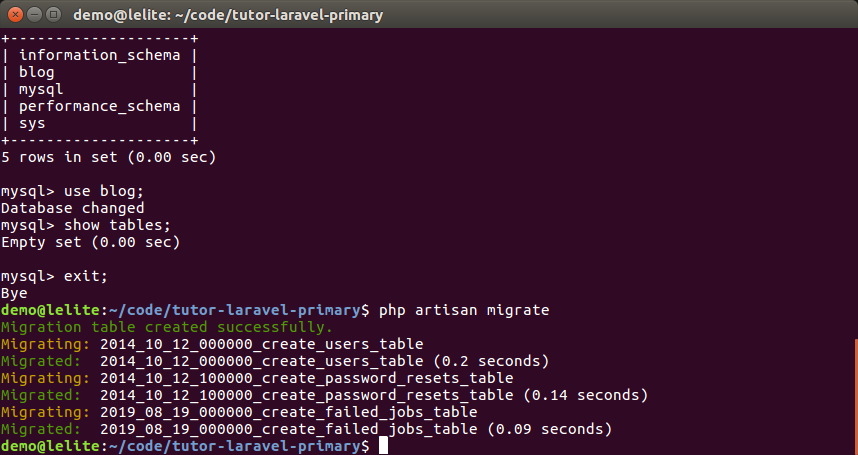 demo@lelite: ~/code/tutor-laravel-primary
+--------------------+
| information_schema |
| blog               |
| mysql              |
| performance_schema |
| sys                |
+--------------------+
5 rows in set (0.00 sec)
mysql> use blog;
Database changed
mysql> show tables;
Empty set (0.00 sec)
mysql> exit;
Bye
demo@lelite:~/code/tutor-laravel-primary$ php artisan migrate
Migration table created successfully.
Migrating: 2014_10_12_000000_create_users_table
Migrated:  2014_10_12_000000_create_users_table (0.2 seconds)
Migrating: 2014_10_12_100000_create_password_resets_table
Migrated:  2014_10_12_100000_create_password_resets_table (0.14 seconds)
Migrating: 2019_08_19_000000_create_failed_jobs_table
Migrated:  2019_08_19_000000_create_failed_jobs_table (0.09 seconds)
demo@lelite:~/code/tutor-laravel-primary$